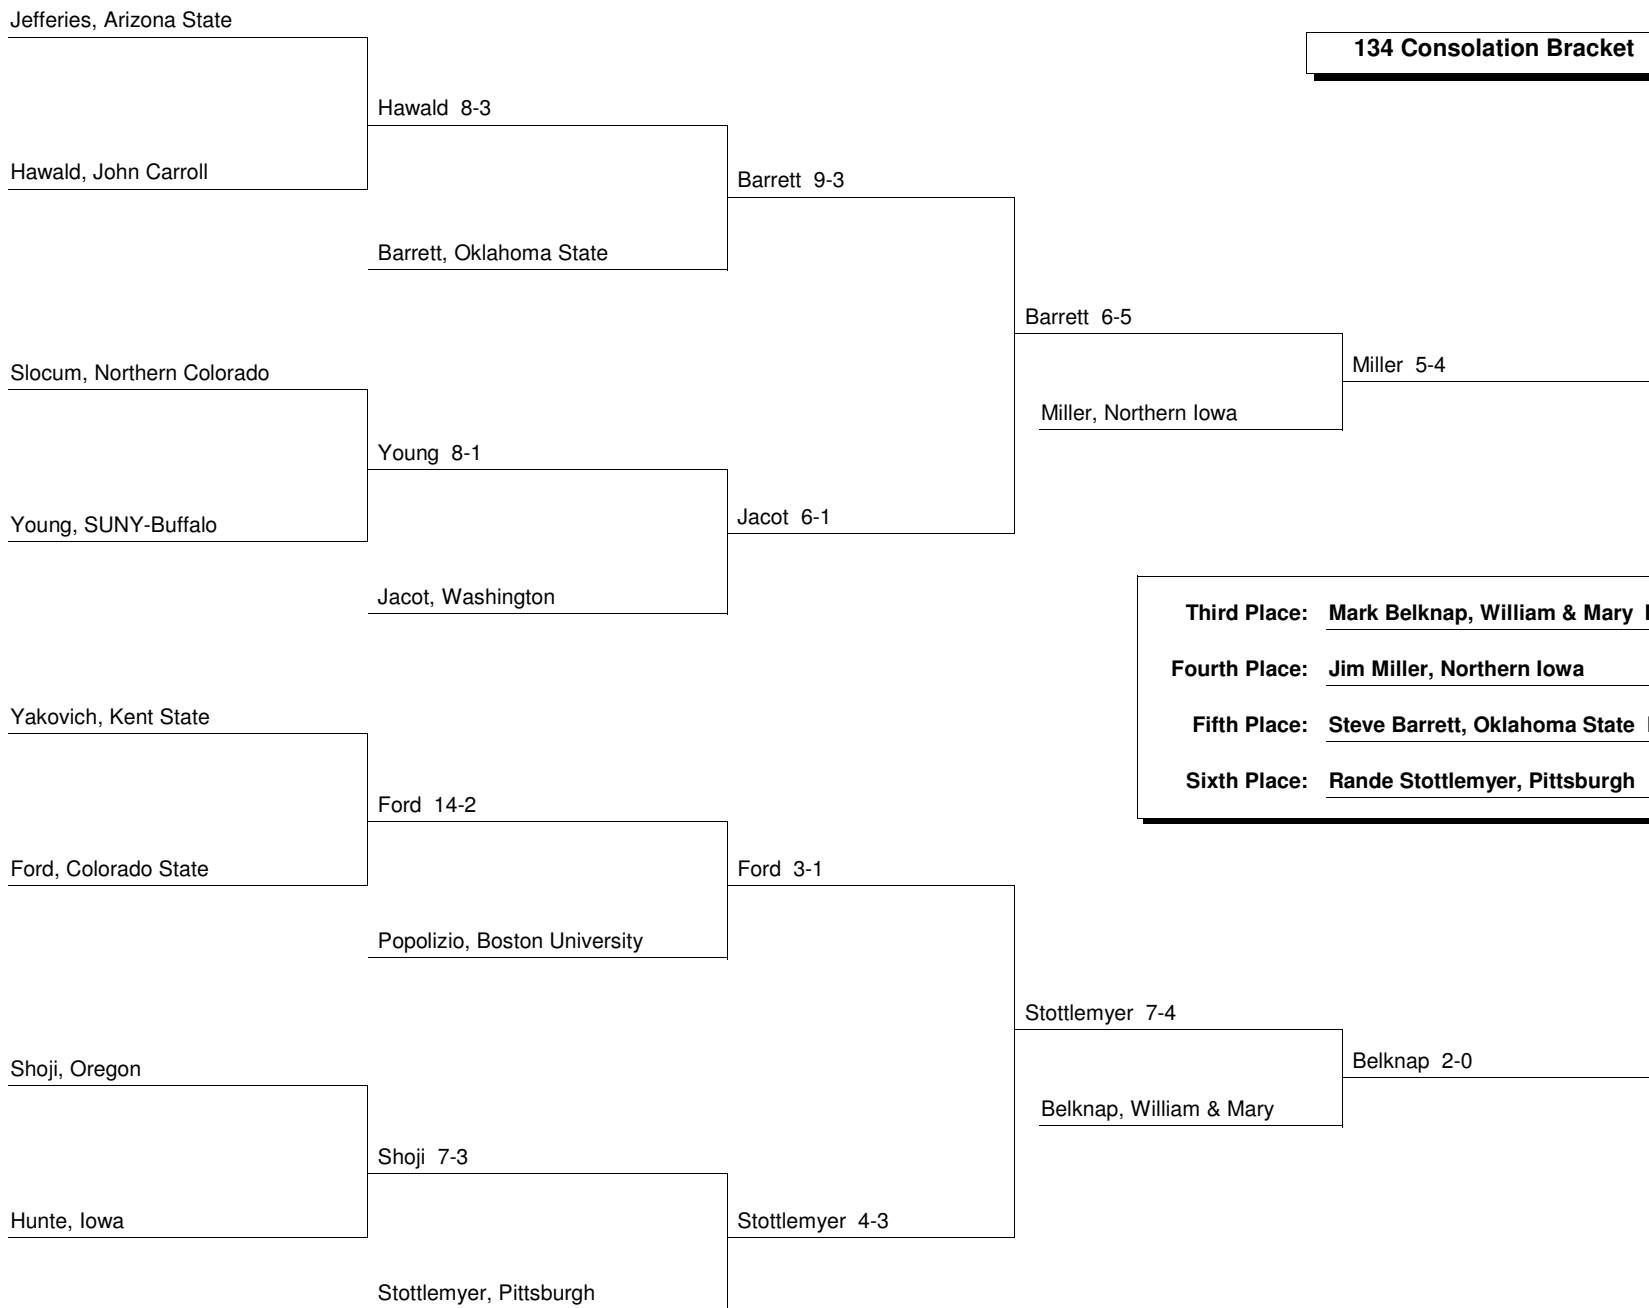 Jefferies, Arizona State
134 Consolation Bracket
Hawald 8-3
Hawald, John Carroll
Barrett 9-3
Barrett, Oklahoma State
Barrett 6-5
Slocum, Northern Colorado
Miller 5-4
Miller, Northern Iowa
Young 8-1
Young, SUNY-Buffalo
Jacot 6-1
Jacot, Washington
Third Place: Mark Belknap, William & Mary
Fourth Place: Jim Miller, Northern Iowa
Yakovich, Kent State
Fifth Place: Steve Barrett, Oklahoma State
Sixth Place: Rande Stottlemyer, Pittsburgh
Ford 14-2
Ford, Colorado State
Ford 3-1
Popolizio, Boston University
Stottlemyer 7-4
Shoji, Oregon
Belknap 2-0
Belknap, William & Mary
Shoji 7-3
Hunte, Iowa
Stottlemyer 4-3
Stottlemyer, Pittsburgh